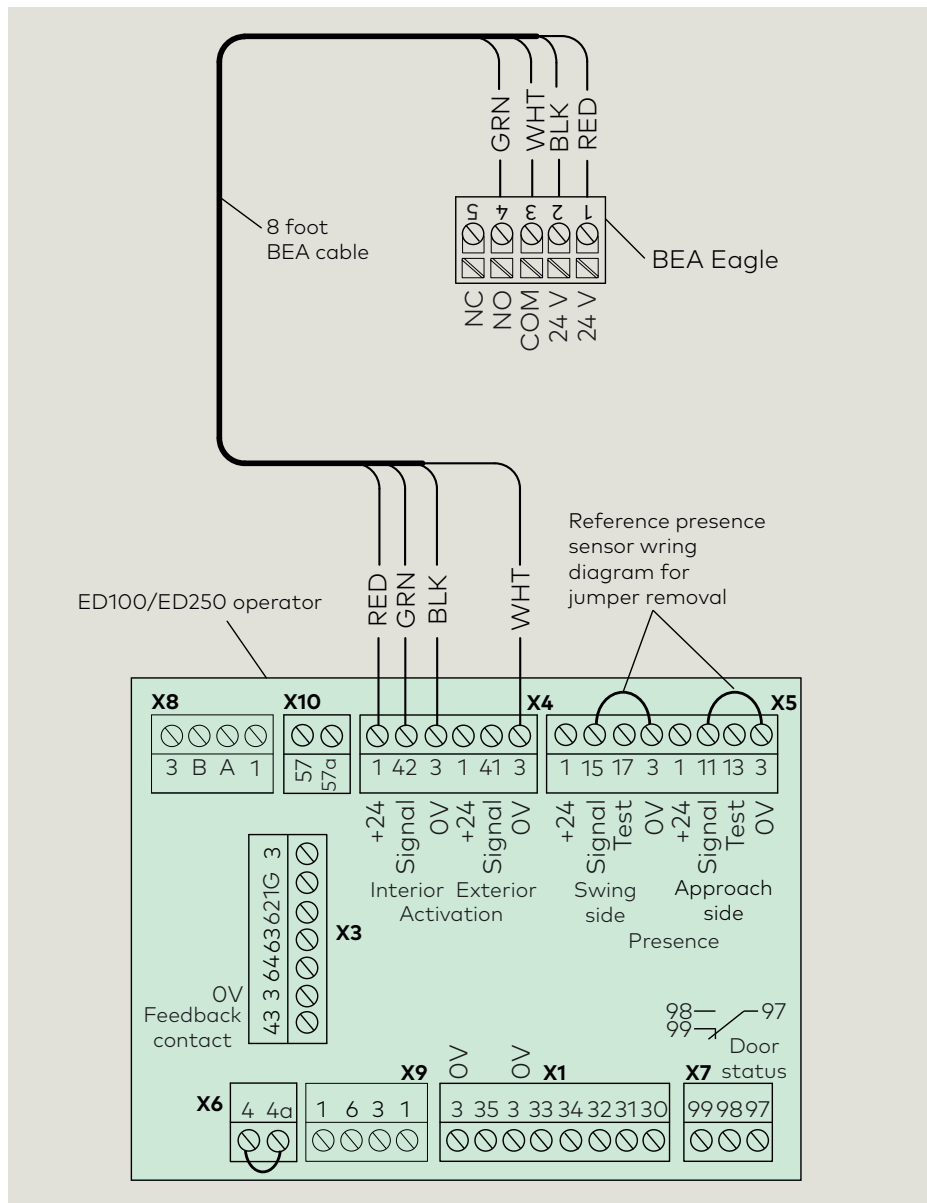 GRN
WHT
BLK
RED
8 foot
BEA cable
5 4 3 2 1
BEA Eagle
NC
NO
COM
24 V
24 V
Reference presence
sensor wring
diagram for
jumper removal
ED100/ED250 operator
RED
GRN
BLK
WHT
X8
X10
X4
X5
3 B A 1
57
57a
1 42 3 1 41 3
1 15 17 3 1 11 13 3
+24
Signal
0V
+24
Signal
0V
+24
Signal
Test
0V
+24
Signal
Test
0V
Interior Exterior
Activation
Swing
side
Approach
side
Presence
43 3 64 63 62 1G 3
X3
0V
Feedback
contact
98
99
97
Door
status
X6
4 4a
X9
1 6 3 1
0V
0V
X1
3 35 3 33 34 32 31 30
X7
99 98 97